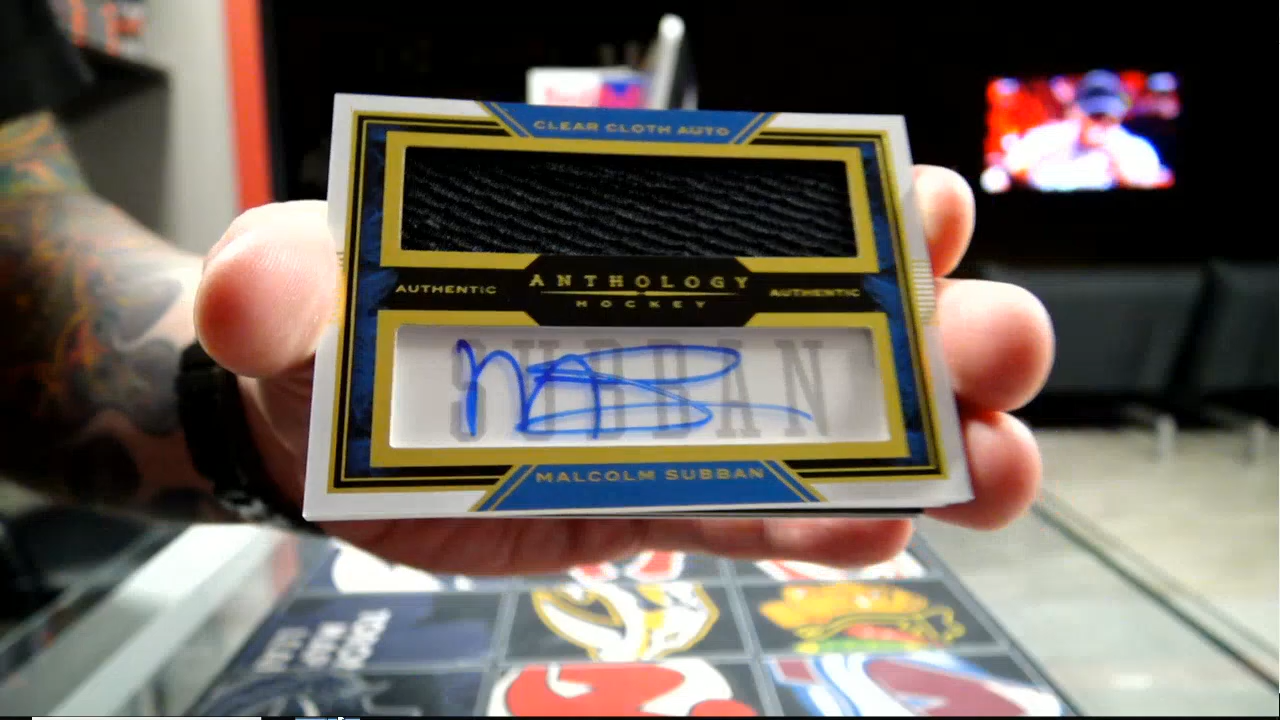 CLEAR CLOTH AUTO
AUTHENTIC
ANTHOLOGY
HOCKEY
AUTHENTIC
SUBBAN
MALCOLM SUBBAN